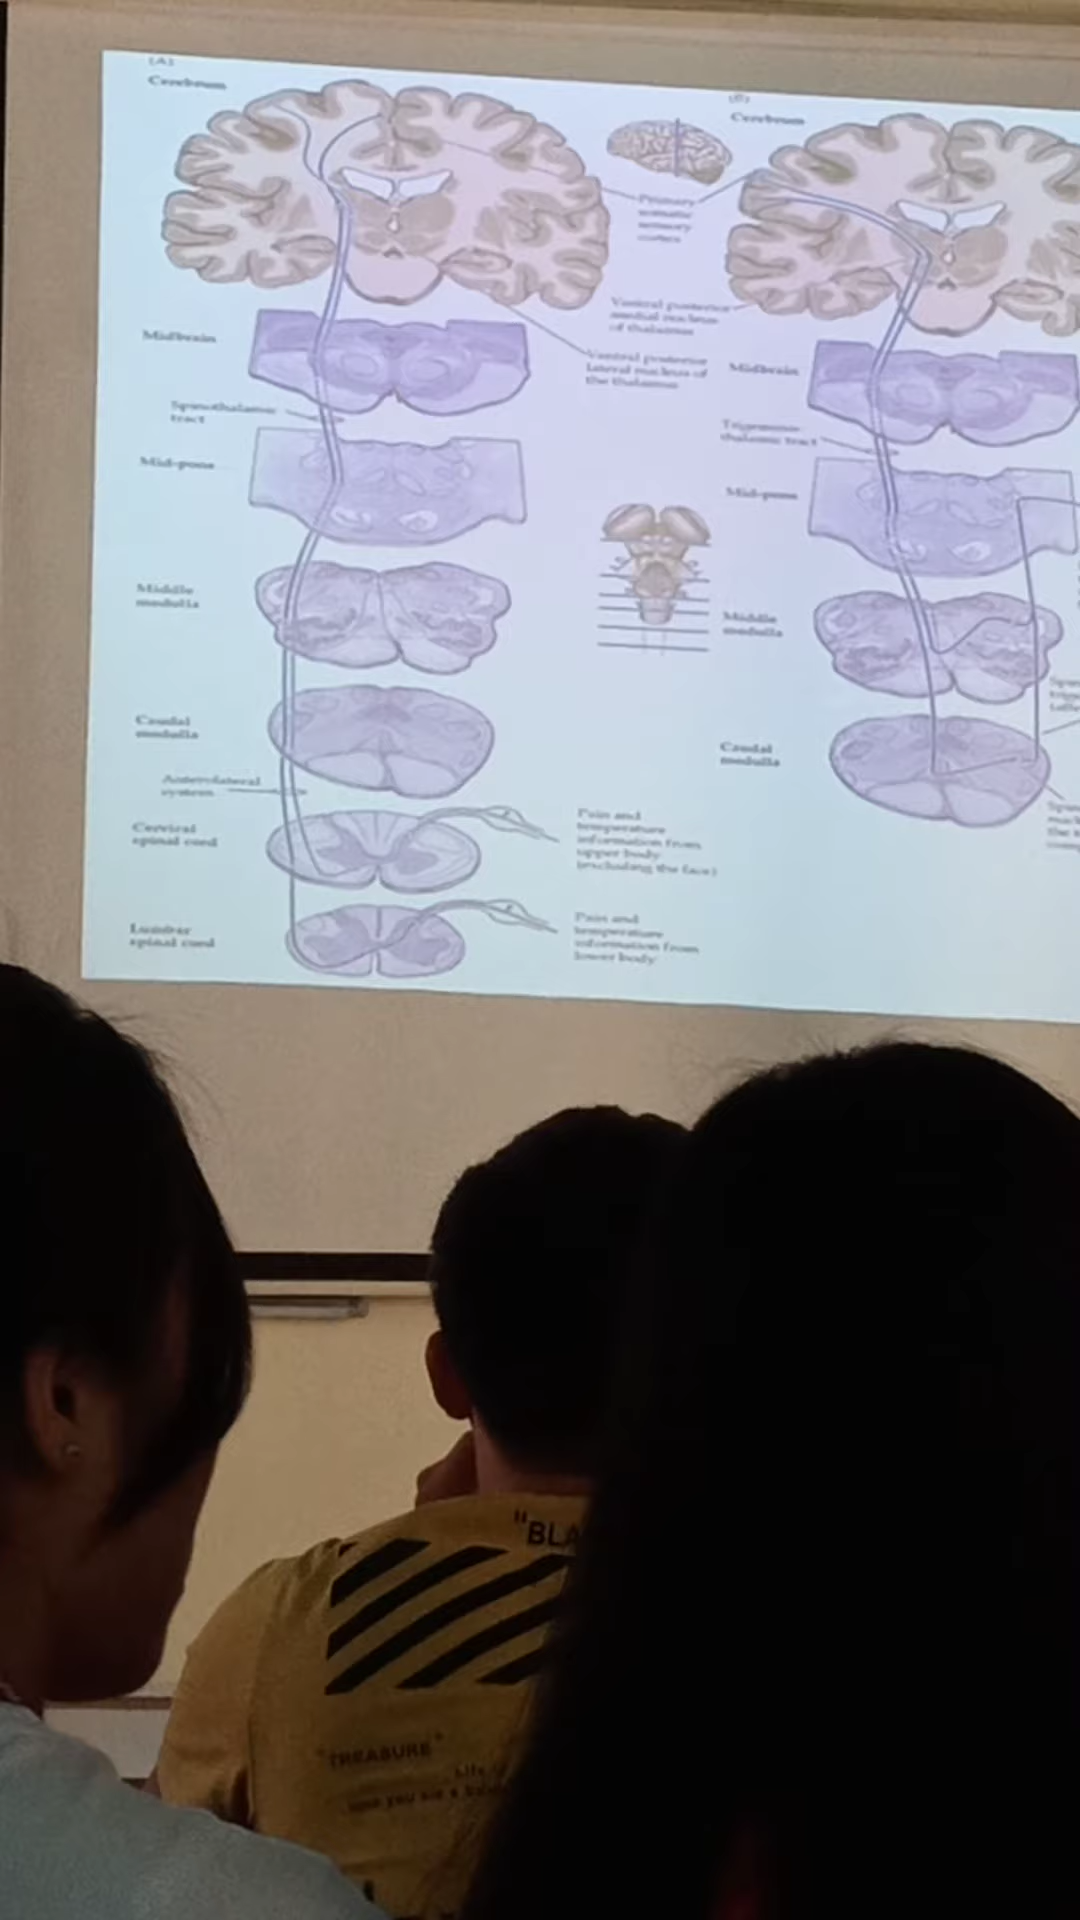 (A)
Cerebrum
(B)
Cerebrum
Primary
somatic
sensory
cortex
Ventral posterior
medial nucleus
of thalamus
Ventral posterior
lateral nucleus of
the thalamus
Midbrain
Midbrain
Spinothalamic
tract
Trigemino-
thalamic tract
Mid-pons
Mid-pons
Middle
medulla
Middle
medulla
Caudal
medulla
Caudal
medulla
Anterolateral
system
Cervical
spinal cord
Pain and
temperature
information from
upper body
(excluding the face)
Lumbar
spinal cord
Pain and
temperature
information from
lower body
"BLA
"TREASURE"